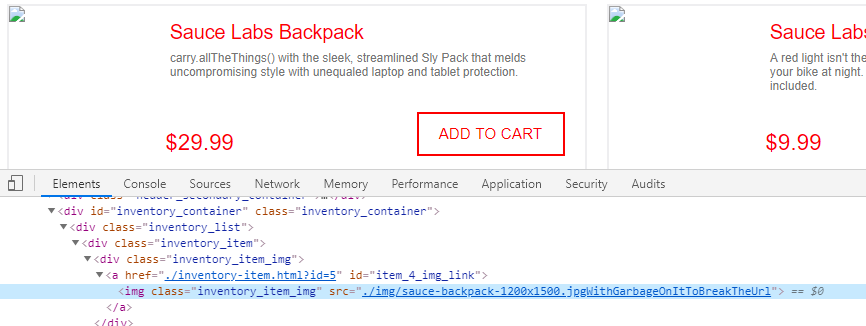 Sauce Labs Backpack
carry.allTheThings() with the sleek, streamlined Sly Pack that melds
uncompromising style with unequaled laptop and tablet protection.
$29.99
ADD TO CART
Sauce Labs
A red light isn't the
your bike at night.
included.
$9.99
Elements Console Sources Network Memory Performance Application Security Audits
<div id="inventory_container" class="inventory_container">
<div class="inventory_list">
<div class="inventory_item">
<div class="inventory_item_img">
<a href="./inventory-item.html?id=5" id="item_4_img_link">
<img class="inventory_item_img" src="./img/sauce-backpack-1200x1500.jpgWithGarbageOnItToBreakTheUrl"> == $0
</a>
</div>